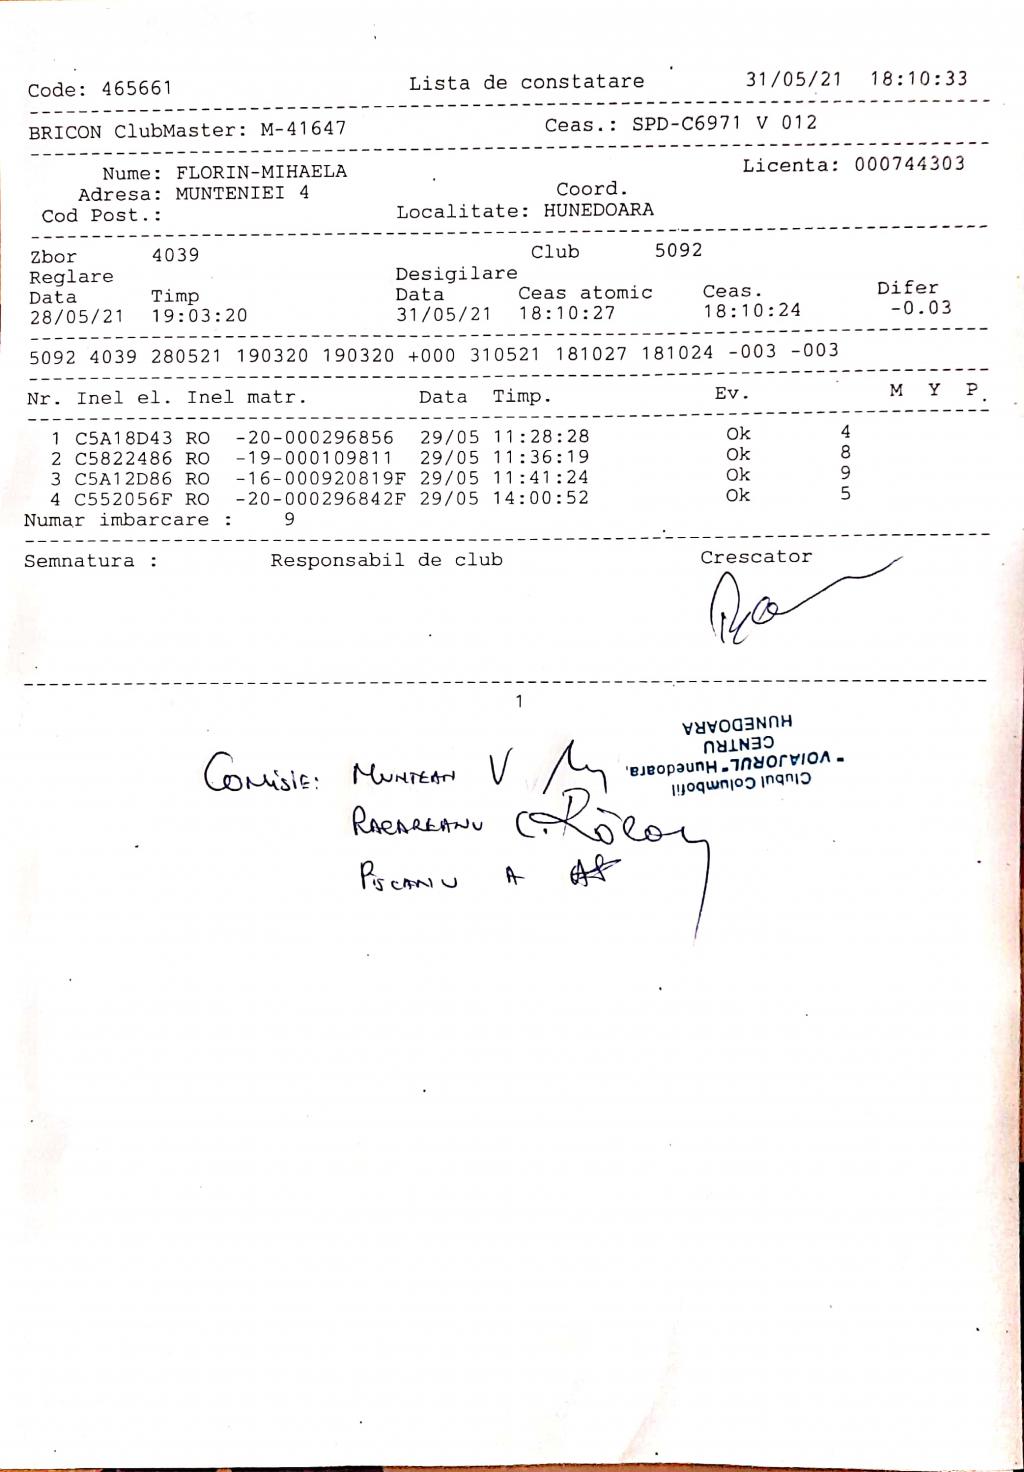 Code: 465661 Lista de constatare 31/05/21 18:10:33
BRICON ClubMaster: M-41647 Ceas.: SPD-C6971 V 012
Nume: FLORIN-MIHAELA Licenta: 000744303
Adresa: MUNTENIEI 4 Coord.
Cod Post.: Localitate: HUNEDOARA
Zbor 4039 Club 5092
Reglare Desigilare
Data Timp Data Ceas atomic Ceas. Difer
28/05/21 19:03:20 31/05/21 18:10:27 18:10:24 -0.03
5092 4039 280521 190320 190320 +000 310521 181027 181024 -003 -003
Nr. Inel el. Inel matr. Data Timp. Ev. M Y P.
1 C5A18D43 RO -20-000296856 29/05 11:28:28 Ok 4
2 C5822486 RO -19-000109811 29/05 11:36:19 Ok 8
3 C5A12D86 RO -16-000920819F 29/05 11:41:24 Ok 9
4 C552056F RO -20-000296842F 29/05 14:00:52 Ok 5
Numar imbarcare : 9
Semnatura : Responsabil de club Crescator
1
Clubul Columbofil
"VOIAJORUL" Hunedoara,
CENTRU
HUNEDOARA
COMISIE: MUNTEAN V
RACAREANU C.
PISCANU A